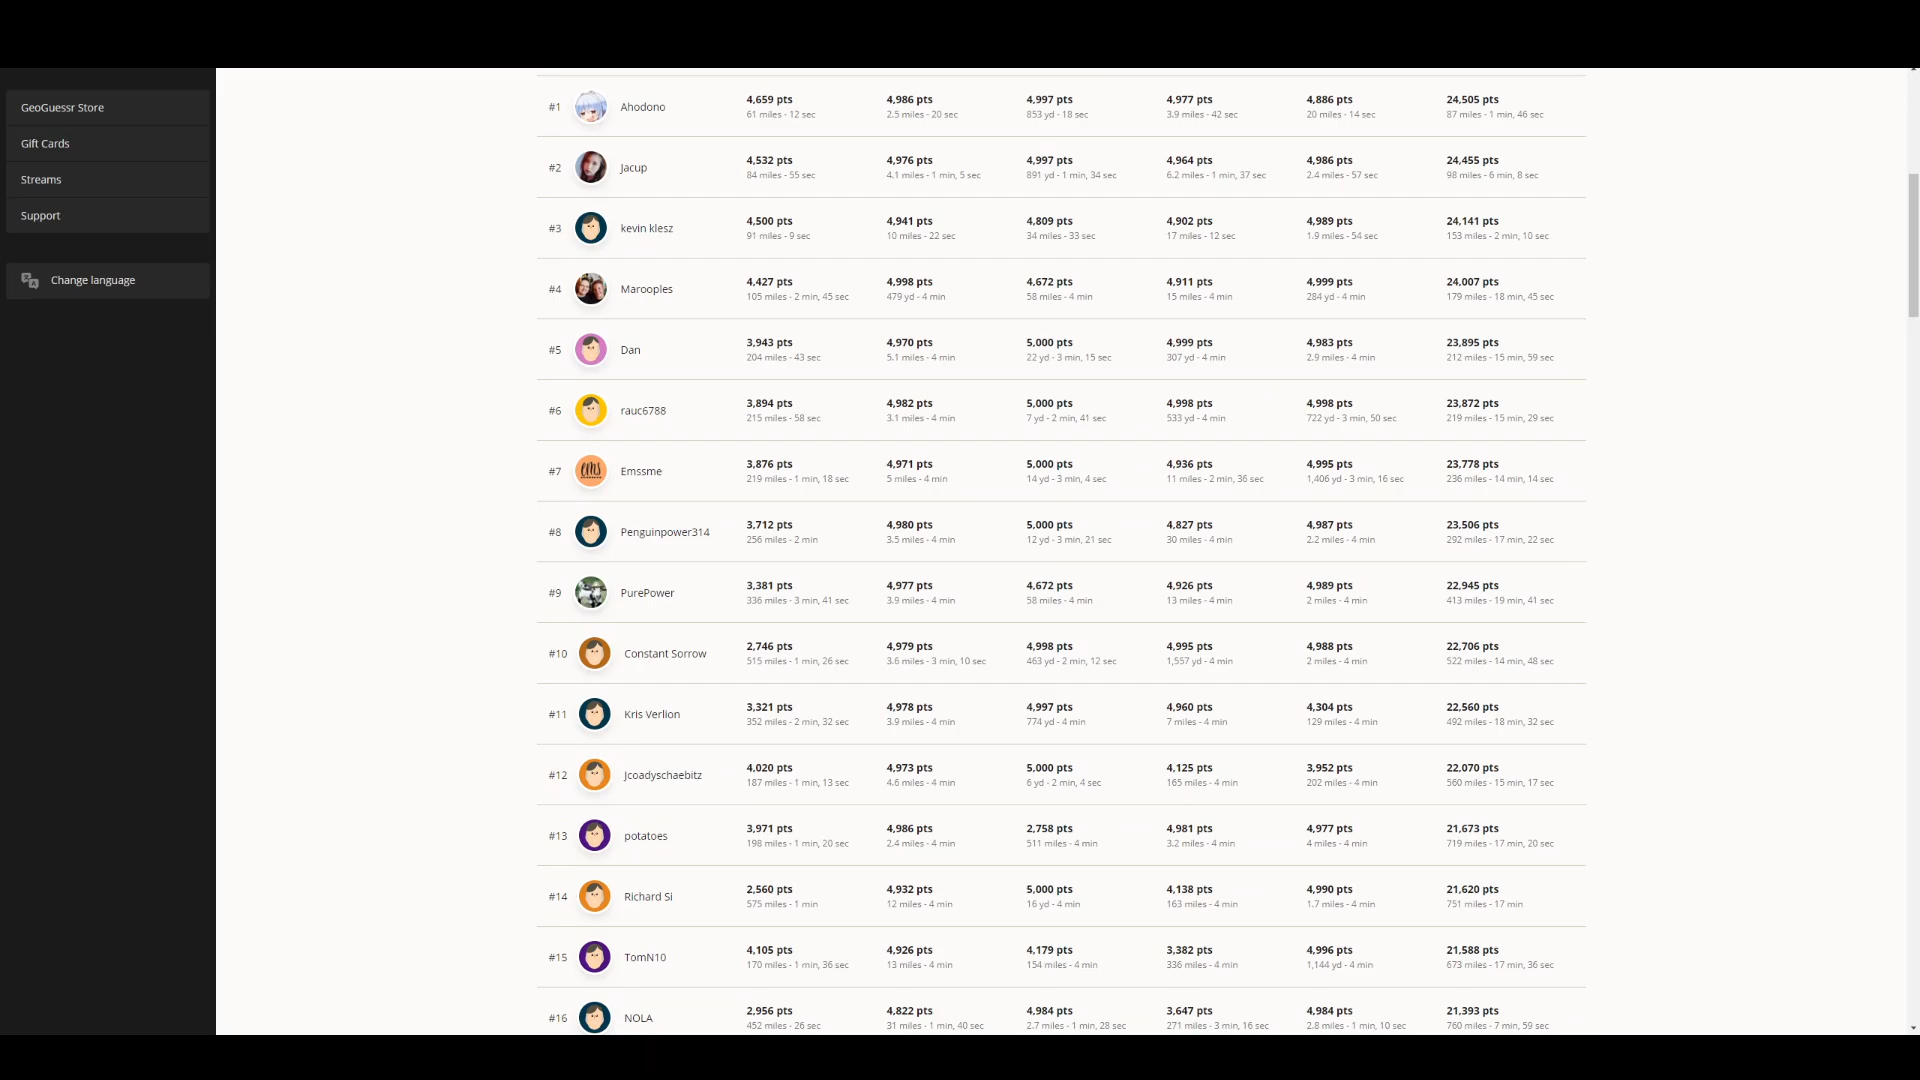 GeoGuessr Store
Gift Cards
Streams
Support
Change language
#1 Ahodono 4,659 pts 4,986 pts 4,997 pts 4,977 pts 4,886 pts 24,505 pts
61 miles - 12 sec 2.5 miles - 20 sec 853 yd - 18 sec 3.9 miles - 42 sec 20 miles - 14 sec 87 miles - 1 min, 46 sec
#2 Jacup 4,532 pts 4,976 pts 4,997 pts 4,964 pts 4,986 pts 24,455 pts
84 miles - 55 sec 4.1 miles - 1 min, 5 sec 891 yd - 1 min, 34 sec 6.2 miles - 1 min, 37 sec 2.4 miles - 57 sec 98 miles - 6 min, 8 sec
#3 kevin klesz 4,500 pts 4,941 pts 4,809 pts 4,902 pts 4,989 pts 24,141 pts
91 miles - 9 sec 10 miles - 22 sec 34 miles - 33 sec 17 miles - 12 sec 1.9 miles - 54 sec 153 miles - 2 min, 10 sec
#4 Marooples 4,427 pts 4,998 pts 4,672 pts 4,911 pts 4,999 pts 24,007 pts
105 miles - 2 min, 45 sec 479 yd - 4 min 58 miles - 4 min 15 miles - 4 min 284 yd - 4 min 179 miles - 18 min, 45 sec
#5 Dan 3,943 pts 4,970 pts 5,000 pts 4,999 pts 4,983 pts 23,895 pts
204 miles - 43 sec 5.1 miles - 4 min 22 yd - 3 min, 15 sec 307 yd - 4 min 2.9 miles - 4 min 212 miles - 15 min, 59 sec
#6 rauc6788 3,894 pts 4,982 pts 5,000 pts 4,998 pts 4,998 pts 23,872 pts
215 miles - 58 sec 3.1 miles - 4 min 7 yd - 2 min, 41 sec 533 yd - 4 min 722 yd - 3 min, 50 sec 219 miles - 15 min, 29 sec
#7 ems Emssme 3,876 pts 4,971 pts 5,000 pts 4,936 pts 4,995 pts 23,778 pts
219 miles - 1 min, 18 sec 5 miles - 4 min 14 yd - 3 min, 4 sec 11 miles - 2 min, 36 sec 1,406 yd - 3 min, 16 sec 236 miles - 14 min, 14 sec
#8 Penguinpower314 3,712 pts 4,980 pts 5,000 pts 4,827 pts 4,987 pts 23,506 pts
256 miles - 2 min 3.5 miles - 4 min 12 yd - 3 min, 21 sec 30 miles - 4 min 2.2 miles - 4 min 292 miles - 17 min, 22 sec
#9 PurePower 3,381 pts 4,977 pts 4,672 pts 4,926 pts 4,989 pts 22,945 pts
336 miles - 3 min, 41 sec 3.9 miles - 4 min 58 miles - 4 min 13 miles - 4 min 2 miles - 4 min 413 miles - 19 min, 41 sec
#10 Constant Sorrow 2,746 pts 4,979 pts 4,998 pts 4,995 pts 4,988 pts 22,706 pts
515 miles - 1 min, 26 sec 3.6 miles - 3 min, 10 sec 463 yd - 2 min, 12 sec 1,557 yd - 4 min 2 miles - 4 min 522 miles - 14 min, 48 sec
#11 Kris Verlion 3,321 pts 4,978 pts 4,997 pts 4,960 pts 4,304 pts 22,560 pts
352 miles - 2 min, 32 sec 3.9 miles - 4 min 774 yd - 4 min 7 miles - 4 min 129 miles - 4 min 492 miles - 18 min, 32 sec
#12 Jcoadyschaebitz 4,020 pts 4,973 pts 5,000 pts 4,125 pts 3,952 pts 22,070 pts
187 miles - 1 min, 13 sec 4.6 miles - 4 min 6 yd - 2 min, 4 sec 165 miles - 4 min 202 miles - 4 min 560 miles - 15 min, 17 sec
#13 potatoes 3,971 pts 4,986 pts 2,758 pts 4,981 pts 4,977 pts 21,673 pts
198 miles - 1 min, 20 sec 2.4 miles - 4 min 511 miles - 4 min 3.2 miles - 4 min 4 miles - 4 min 719 miles - 17 min, 20 sec
#14 Richard Si 2,560 pts 4,932 pts 5,000 pts 4,138 pts 4,990 pts 21,620 pts
575 miles - 1 min 12 miles - 4 min 16 yd - 4 min 163 miles - 4 min 1.7 miles - 4 min 751 miles - 17 min
#15 TomN10 4,105 pts 4,926 pts 4,179 pts 3,382 pts 4,996 pts 21,588 pts
170 miles - 1 min, 36 sec 13 miles - 4 min 154 miles - 4 min 336 miles - 4 min 1,144 yd - 4 min 673 miles - 17 min, 36 sec
#16 NOLA 2,956 pts 4,822 pts 4,984 pts 3,647 pts 4,984 pts 21,393 pts
452 miles - 26 sec 31 miles - 1 min, 40 sec 2.7 miles - 1 min, 28 sec 271 miles - 3 min, 16 sec 2.8 miles - 1 min, 10 sec 760 miles - 7 min, 59 sec